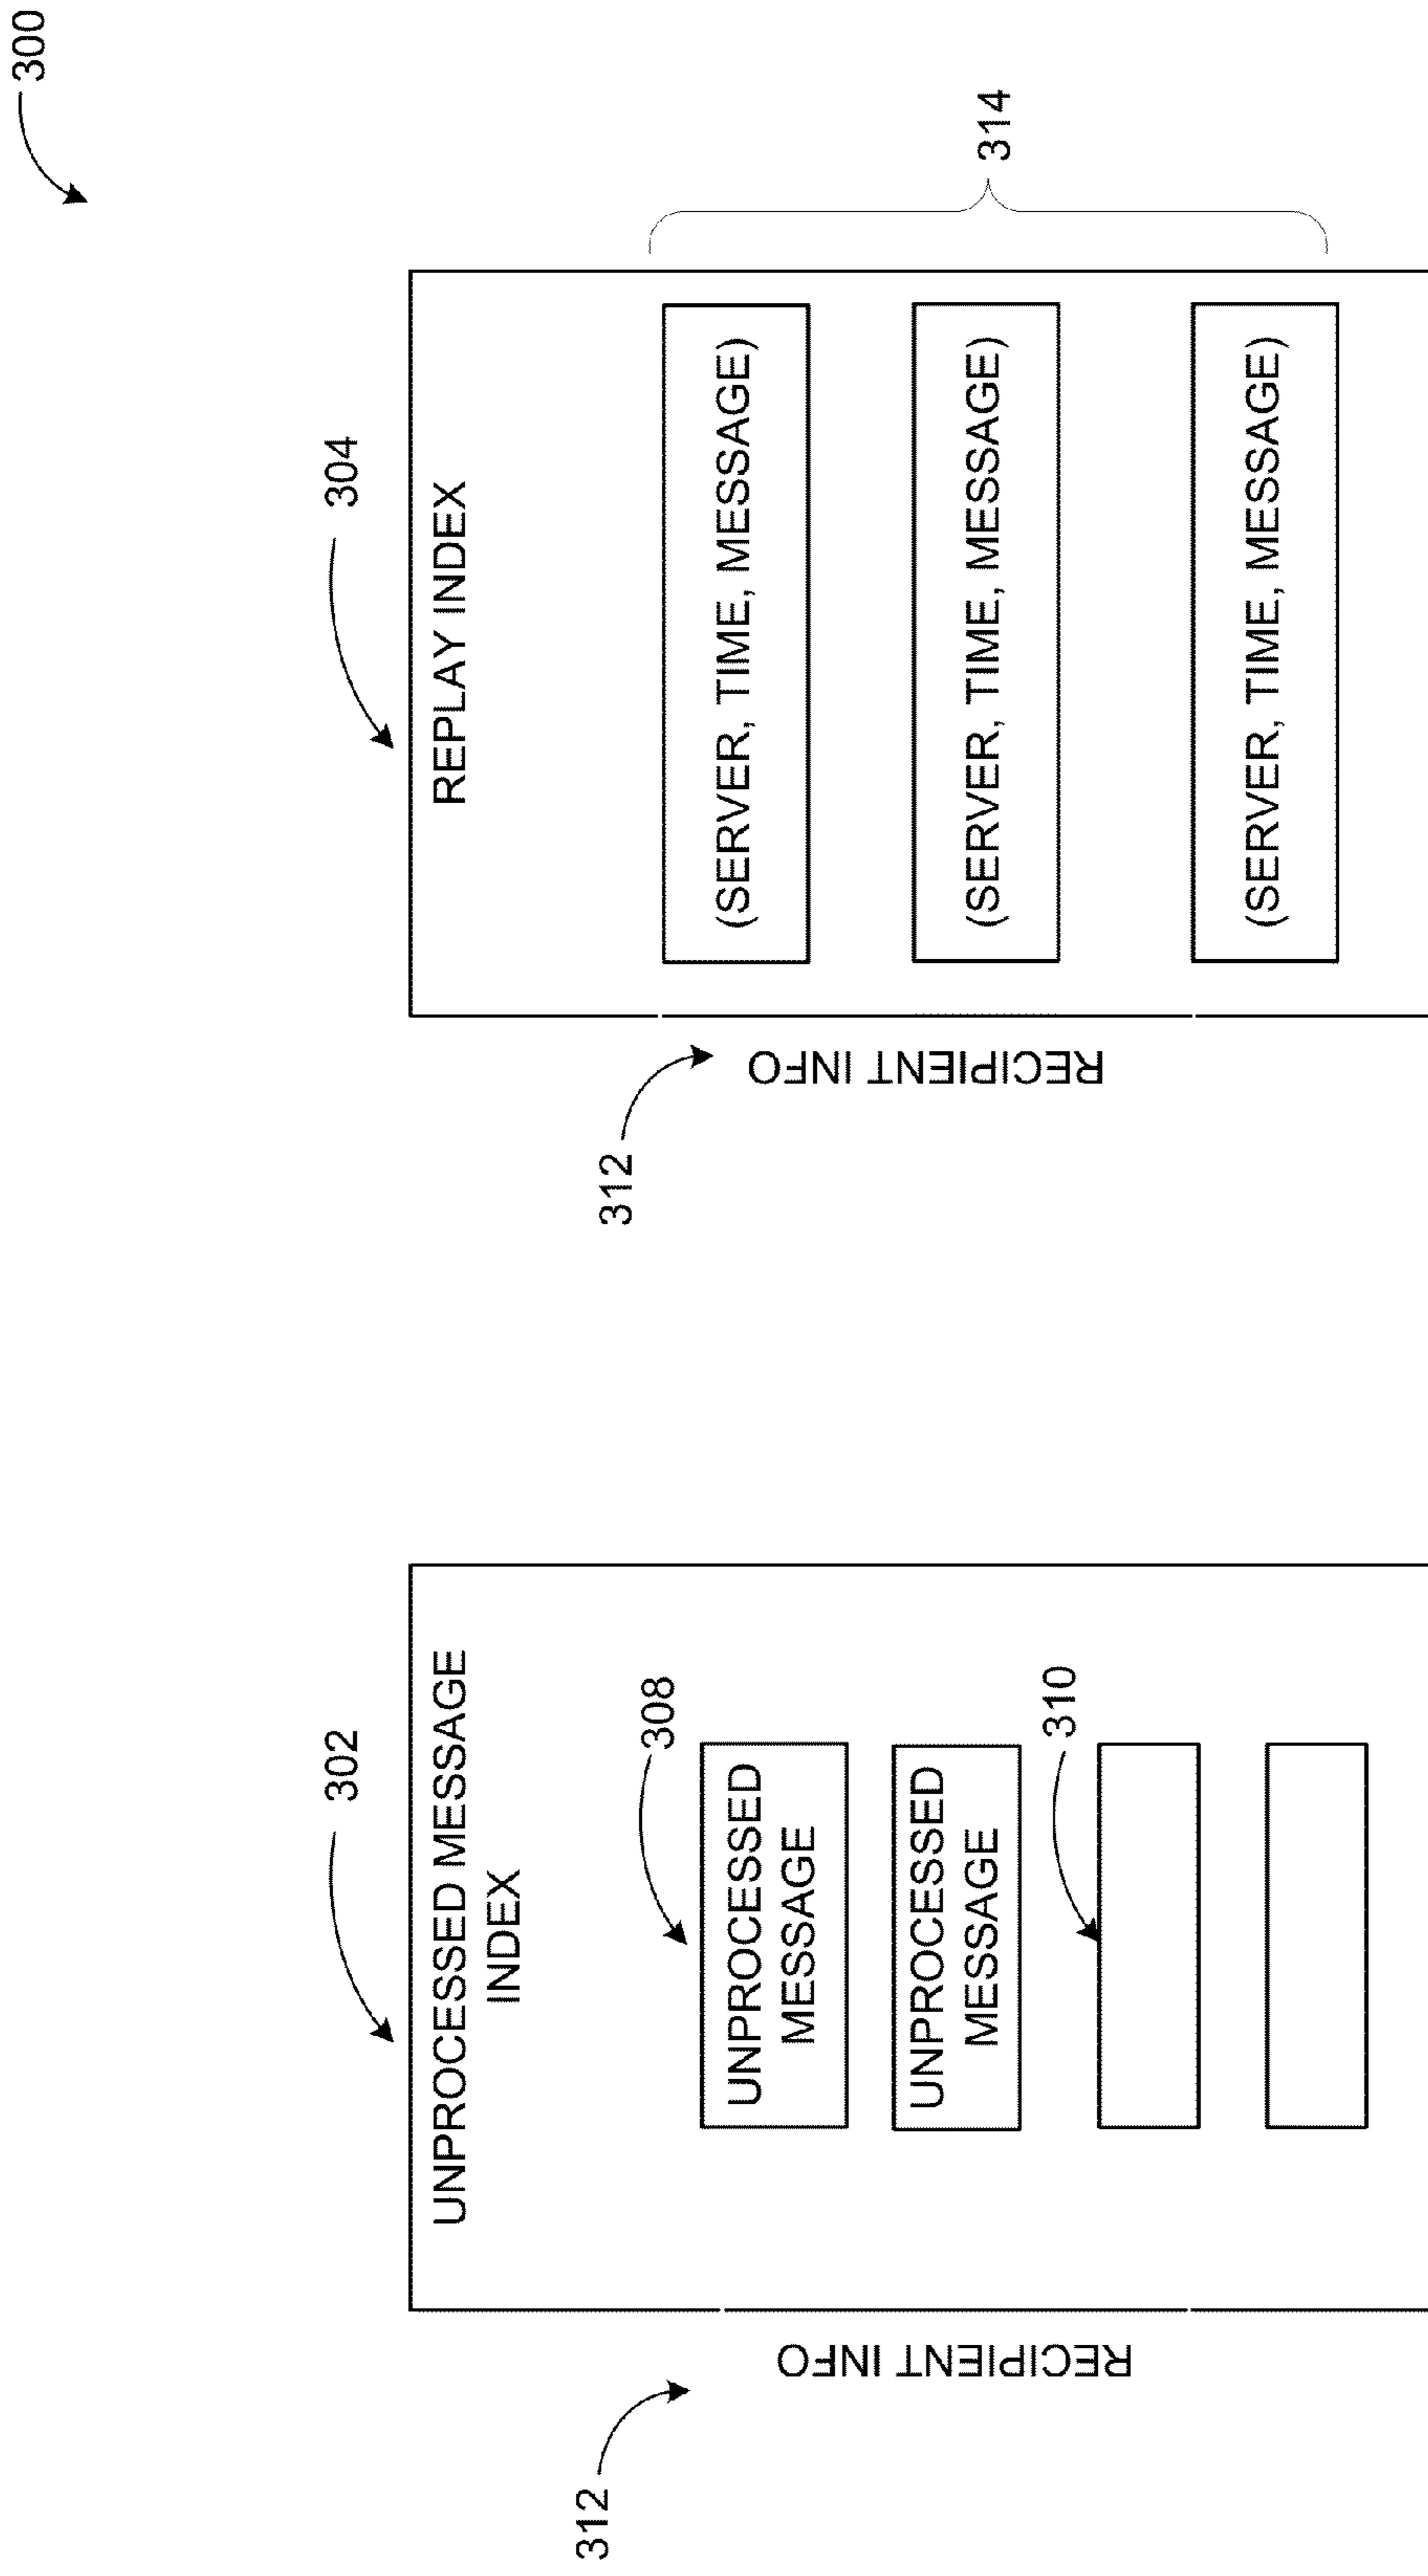 300
302
UNPROCESSED MESSAGE
INDEX
308
UNPROCESSED
MESSAGE
UNPROCESSED
MESSAGE
310
312
RECIPIENT INFO
304
REPLAY INDEX
(SERVER, TIME, MESSAGE)
(SERVER, TIME, MESSAGE)
(SERVER, TIME, MESSAGE)
312
RECIPIENT INFO
314